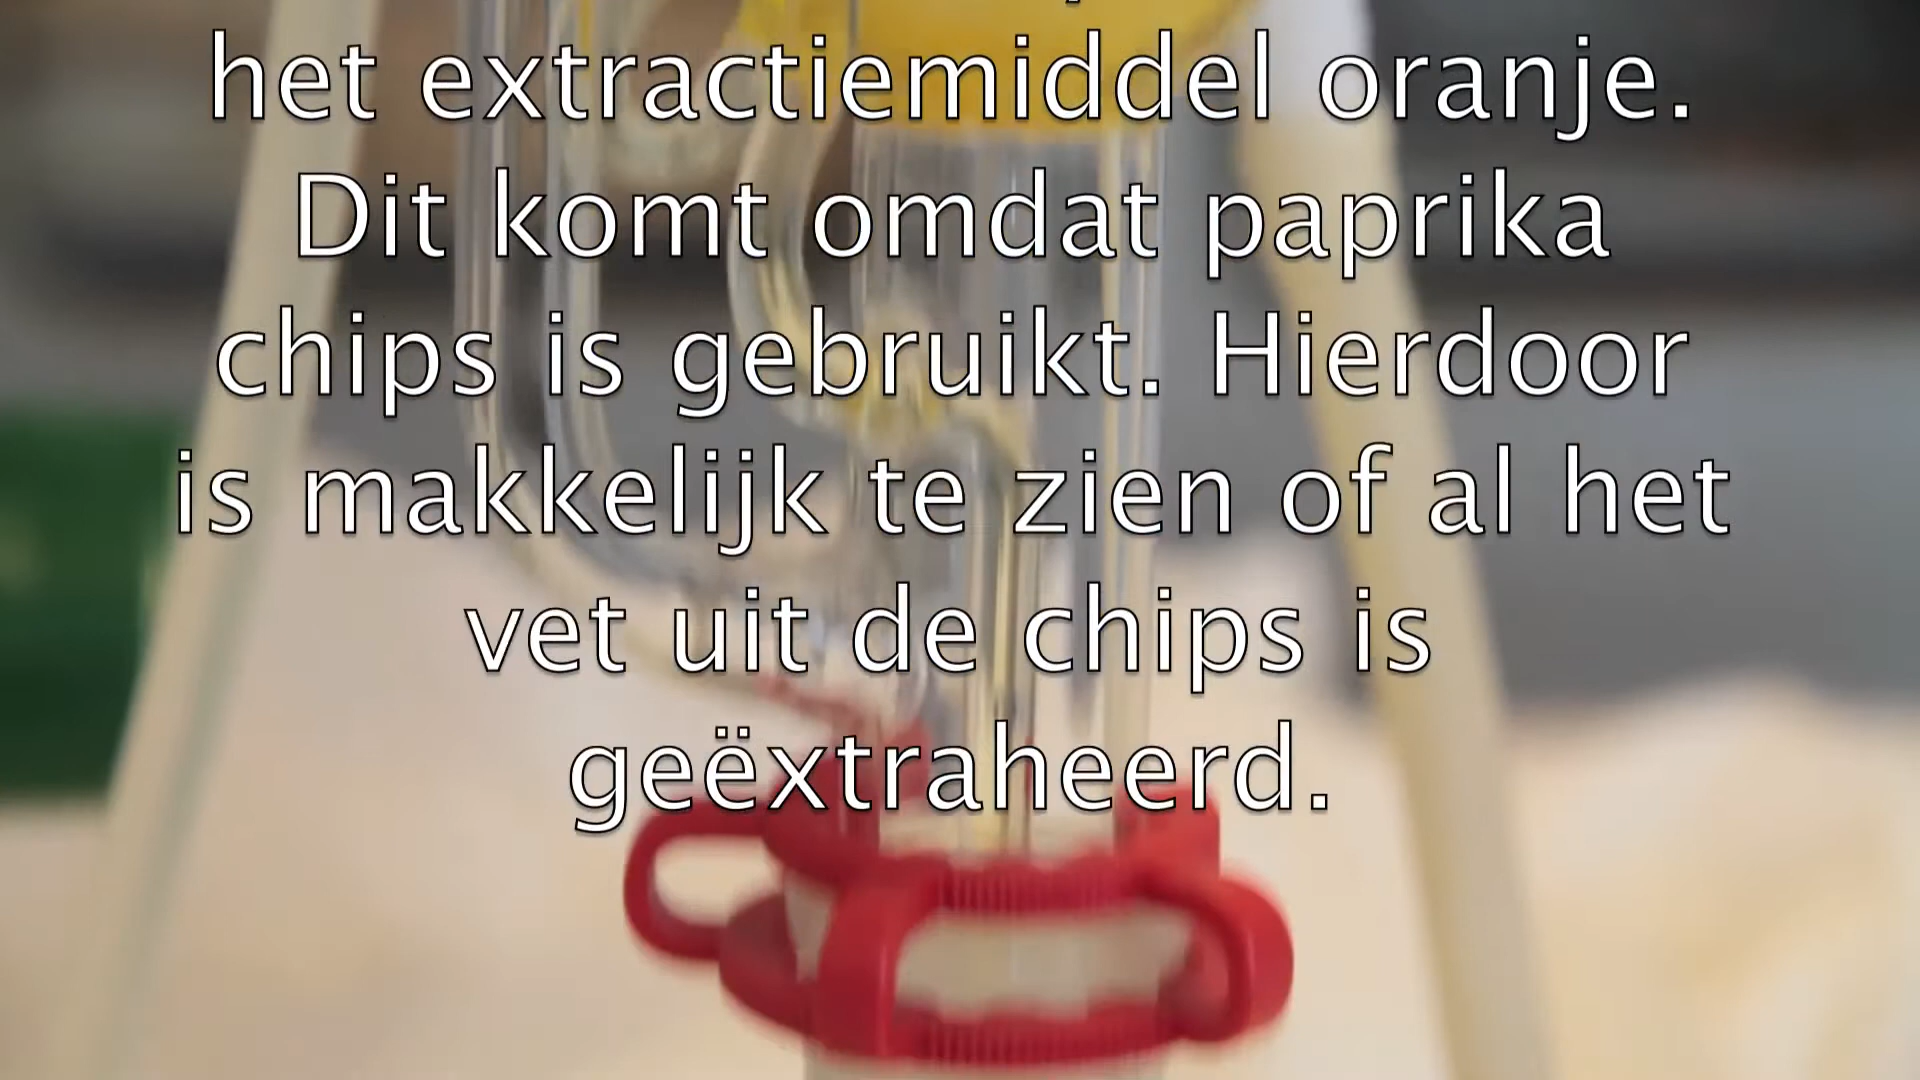 het extractiemiddel oranje.
Dit komt omdat paprika
chips is gebruikt. Hierdoor
is makkelijk te zien of al het
vet uit de chips is
geëxtraheerd.